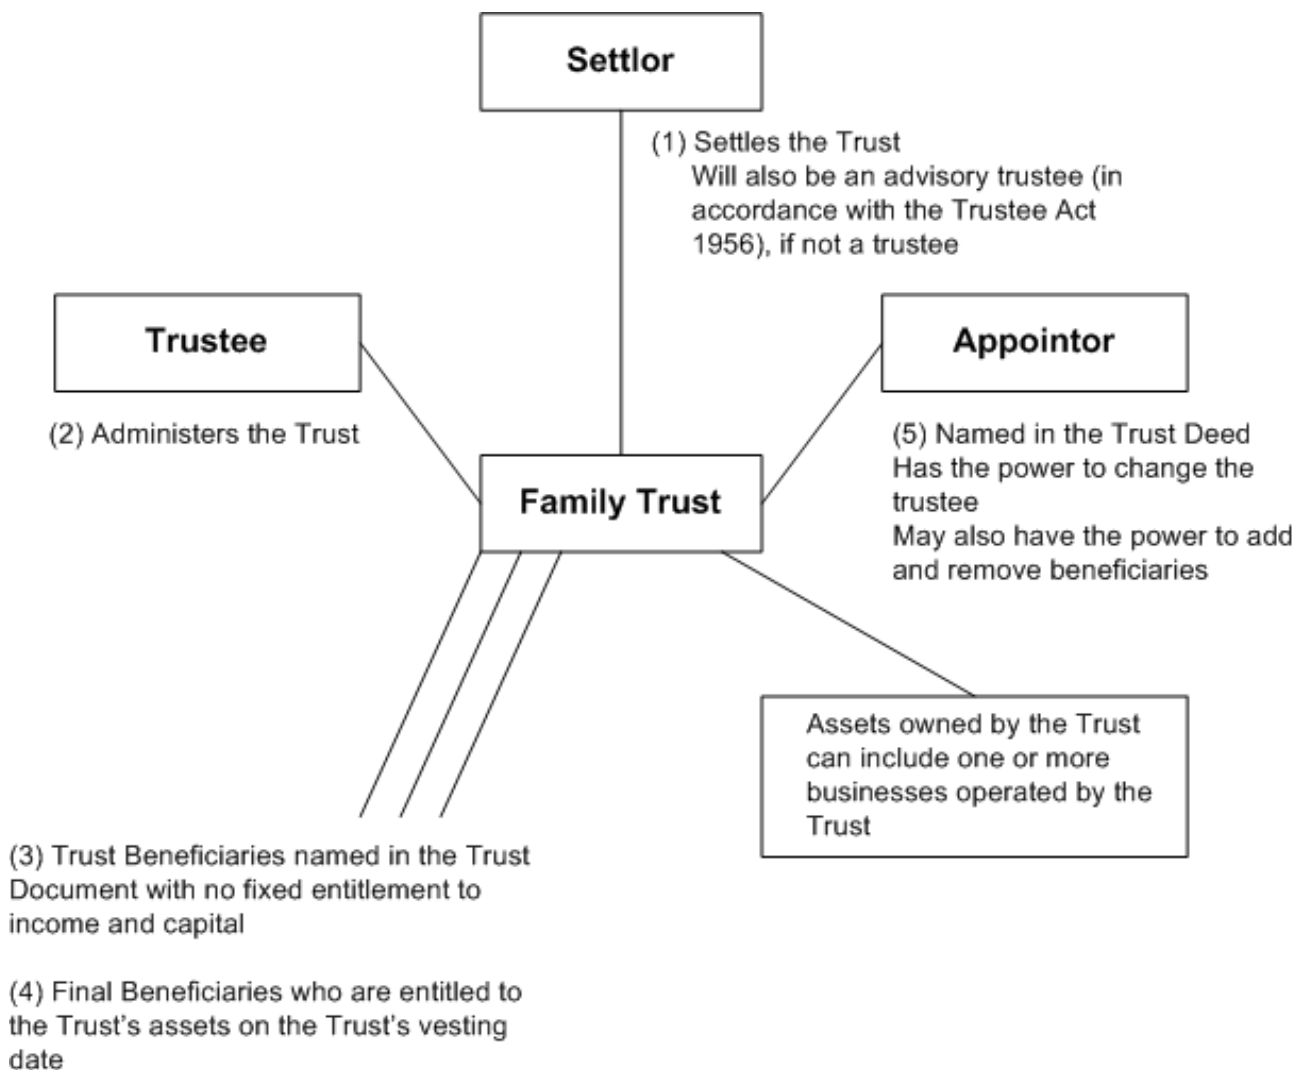 Settlor
(1) Settles the Trust
Will also be an advisory trustee (in
accordance with the Trustee Act
1956), if not a trustee
Trustee
(2) Administers the Trust
Appointor
(5) Named in the Trust Deed
Has the power to change the
trustee
May also have the power to add
and remove beneficiaries
Family Trust
Assets owned by the Trust
can include one or more
businesses operated by the
Trust
(3) Trust Beneficiaries named in the Trust
Document with no fixed entitlement to
income and capital
(4) Final Beneficiaries who are entitled to
the Trust's assets on the Trust's vesting
date